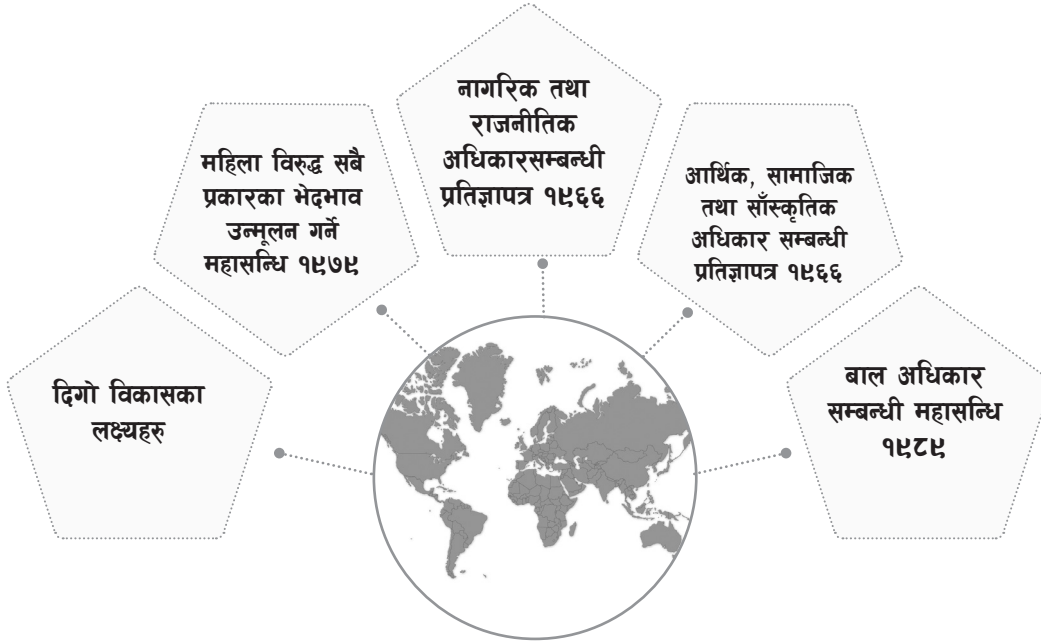 दिगो विकासका
लक्ष्यहरु
महिला विरुद्ध सबै
प्रकारका भेदभाव
उन्मूलन गर्ने
महासन्धि १९७९
नागरिक तथा
राजनीतिक
अधिकारसम्बन्धी
प्रतिज्ञापत्र १९६६
आर्थिक, सामाजिक
तथा साँस्कृतिक
अधिकार सम्बन्धी
प्रतिज्ञापत्र १९६६
बाल अधिकार
सम्बन्धी महासन्धि
१९८९